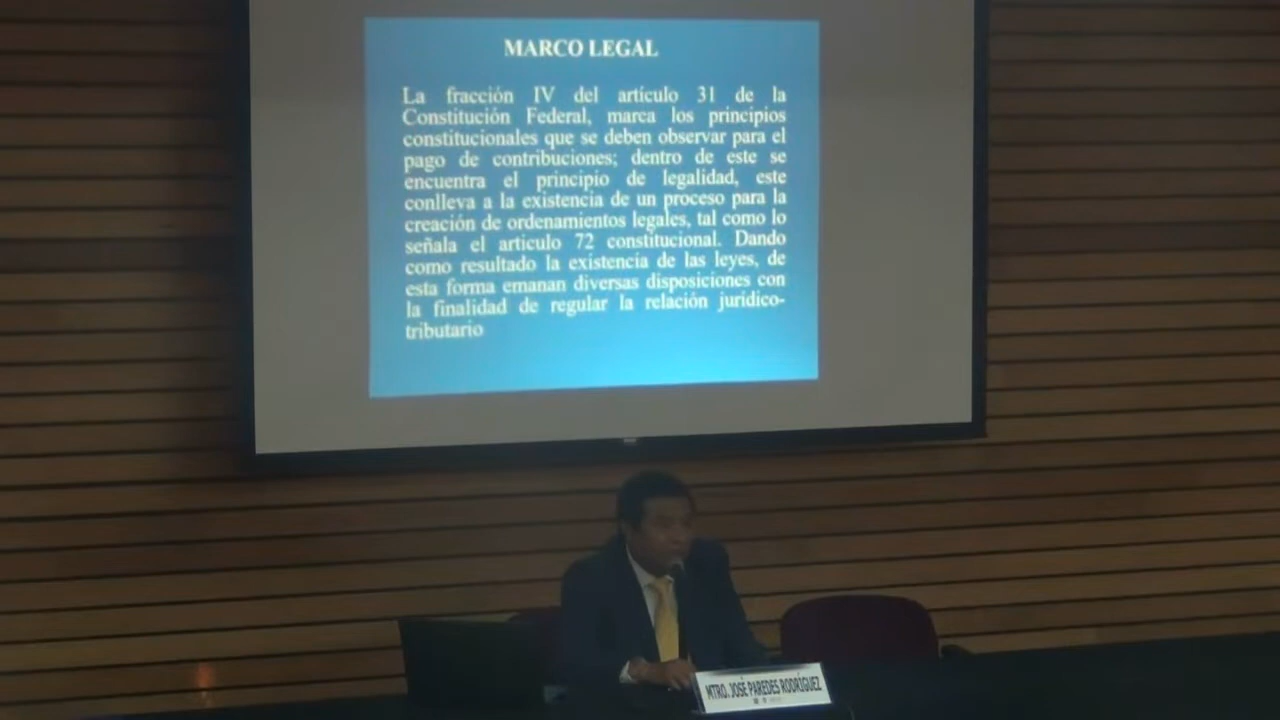 MARCO LEGAL
La fracción IV del artículo 31 de la
Constitución Federal, marca los principios
constitucionales que se deben observar para el
pago de contribuciones; dentro de este se
encuentra el principio de legalidad, este
conlleva a la existencia de un proceso para la
creación de ordenamientos legales, tal como lo
señala el articulo 72 constitucional. Dando
como resultado la existencia de las leyes, de
esta forma emanan diversas disposiciones con
la finalidad de regular la relación jurídico-
tributario
MTRO. JOSÉ PAREDES RODRÍGUEZ